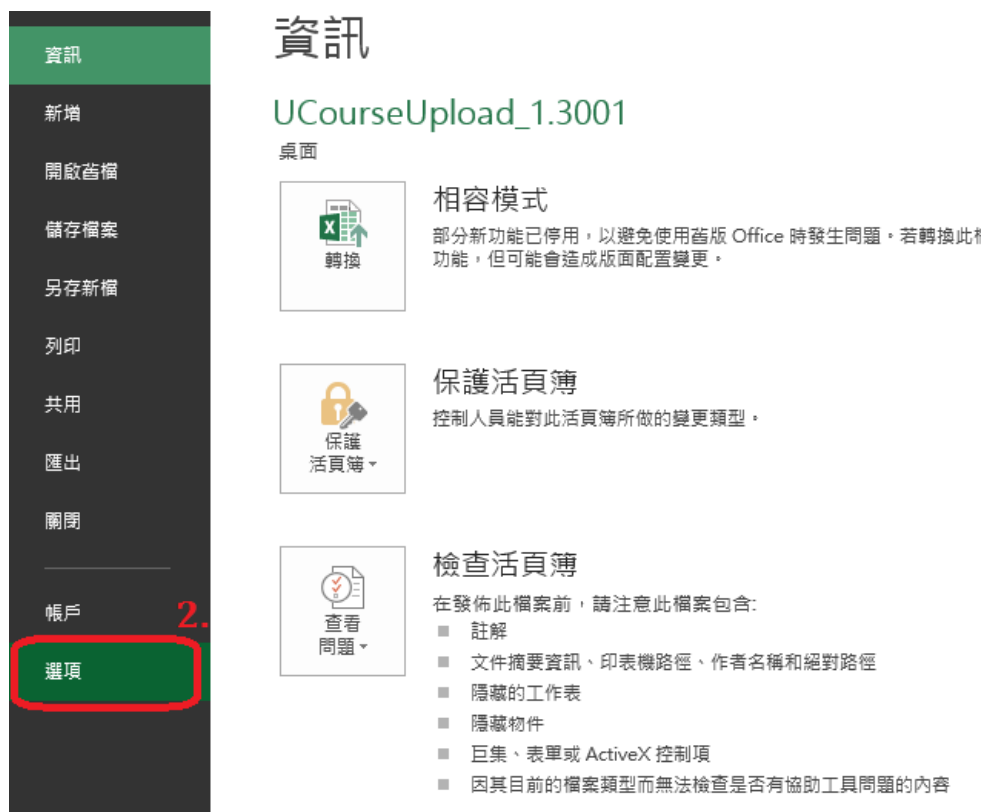 資訊
新增
開啟舊檔
儲存檔案
另存新檔
列印
共用
匯出
關閉
帳戶
2.
選項
資訊
UCourseUpload_1.3001
桌面
轉換
相容模式
部分新功能已停用，以避免使用舊版 Office 時發生問題。若轉換此
功能，但可能會造成版面配置變更。
保護
活頁簿
保護活頁簿
控制人員能對此活頁簿所做的變更類型。
查看
問題
檢查活頁簿
在發佈此檔案前，請注意此檔案包含:
註解
文件摘要資訊、印表機路徑、作者名稱和絕對路徑
隱藏的工作表
隱藏物件
巨集、表單或 ActiveX 控制項
因其目前的檔案類型而無法檢查是否有協助工具問題的內容